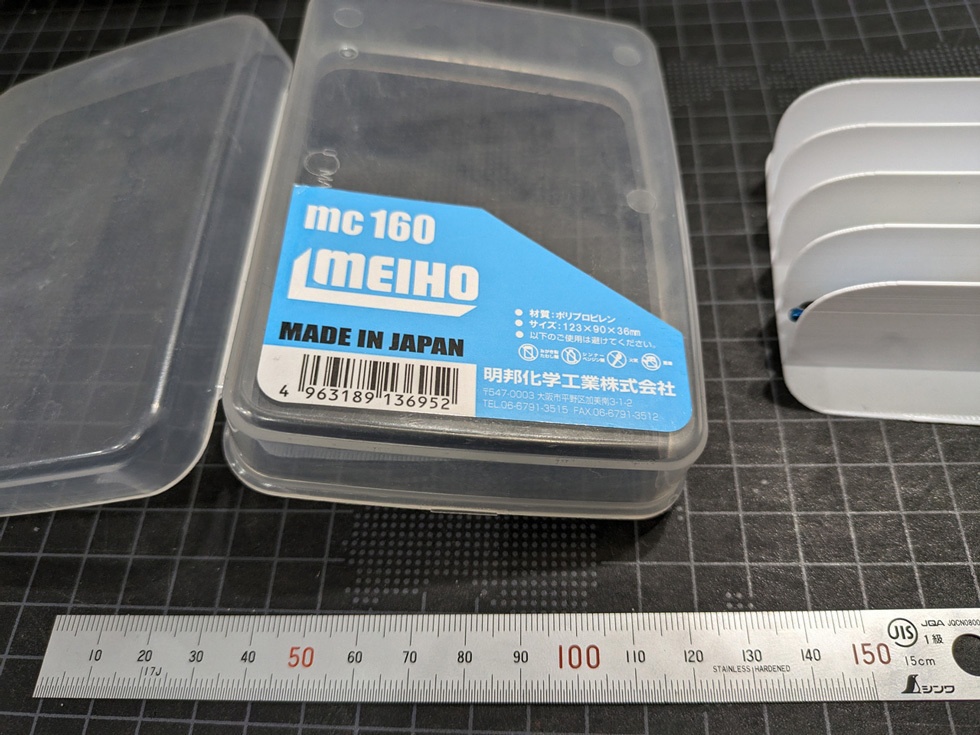 mc 160
MEIHO
MADE IN JAPAN
4 963189 136952
● 材質:ポリプロピレン
● サイズ:123×90×36mm
● 以下のご使用は避けてください。
火気
明邦化学工業株式会社
〒547-0003 大阪市平野区加美南3-1-2
TEL.06-6791-3515 FAX.06-6791-3512
10 20 30 40 50 60 70 80 90 100 110 120 130 140 150
17J
STAINLESS HARDENED
15cm
JIS
JQA JQCN0800
1級
シンワ